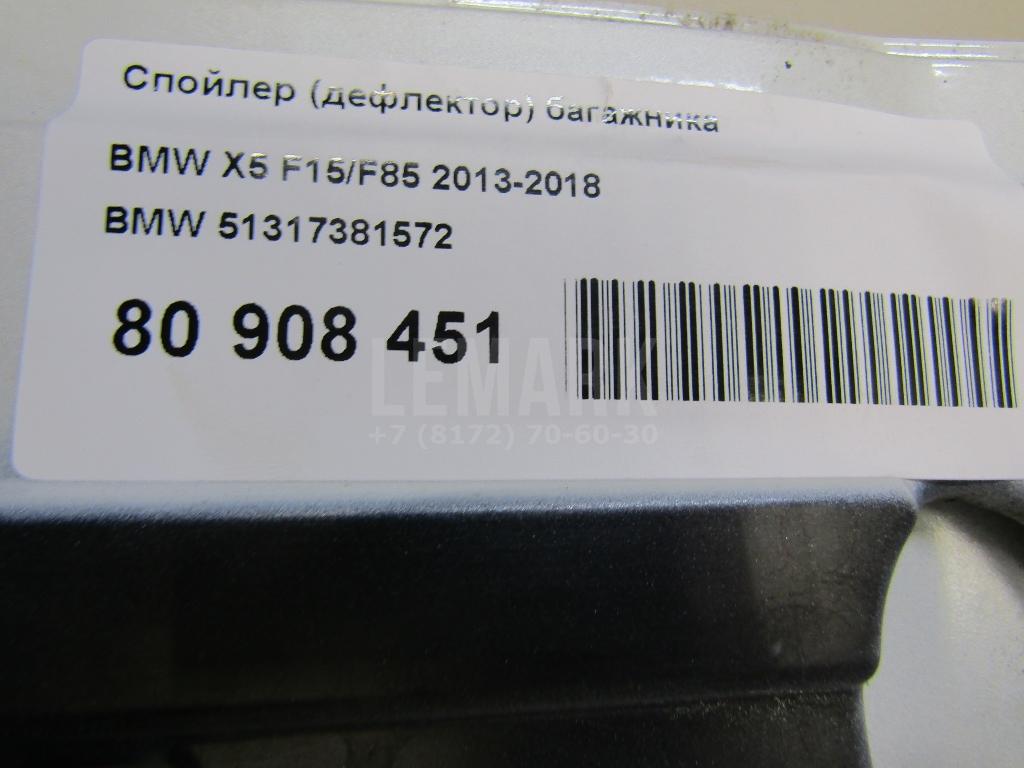 Спойлер (дефлектор) багажника
BMW X5 F15/F85 2013-2018
BMW 51317381572
80 908 451
LEMARK
+7 (8172) 70-60-30